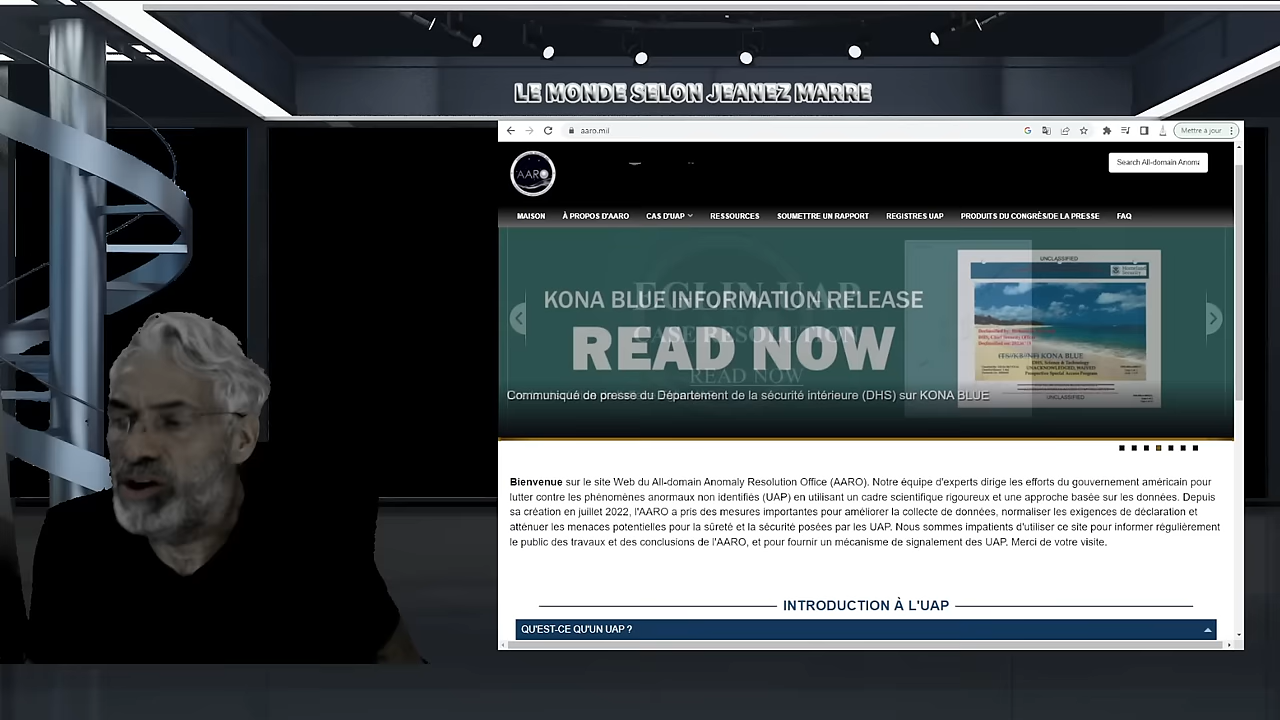 LE MONDE SELON JEANEZ MARRE
aaro.mil
Mettre à jour
AARO
Search All-domain Anoma
MAISON À PROPOS D'AARO CAS D'UAP RESSOURCES SOUMETTRE UN RAPPORT REGISTRES UAP PRODUITS DU CONGRÈS/DE LA PRESSE FAQ
UNCLASSIFIED
Homeland
Security
KONA BLUE INFORMATION RELEASE
EGLIN UAP
READ NOW
CASE RESOLUTION
READ NOW
KONA BLUE
UNCLASSIFIED
Communiqué de presse du Département de la sécurité intérieure (DHS) sur KONA BLUE
Bienvenue sur le site Web du All-domain Anomaly Resolution Office (AARO). Notre équipe d'experts dirige les efforts du gouvernement américain pour
lutter contre les phénomènes anormaux non identifiés (UAP) en utilisant un cadre scientifique rigoureux et une approche basée sur les données. Depuis
sa création en juillet 2022, l'AARO a pris des mesures importantes pour améliorer la collecte de données, normaliser les exigences de déclaration et
atténuer les menaces potentielles pour la sûreté et la sécurité posées par les UAP. Nous sommes impatients d'utiliser ce site pour informer régulièrement
le public des travaux et des conclusions de l'AARO, et pour fournir un mécanisme de signalement des UAP. Merci de votre visite.
INTRODUCTION À L'UAP
QU'EST-CE QU'UN UAP ?